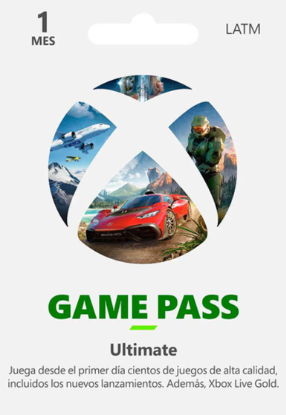 1
MES
LATM
GAME PASS
Ultimate
Juega desde el primer día cientos de juegos de alta calidad,
incluidos los nuevos lanzamientos. Además, Xbox Live Gold.